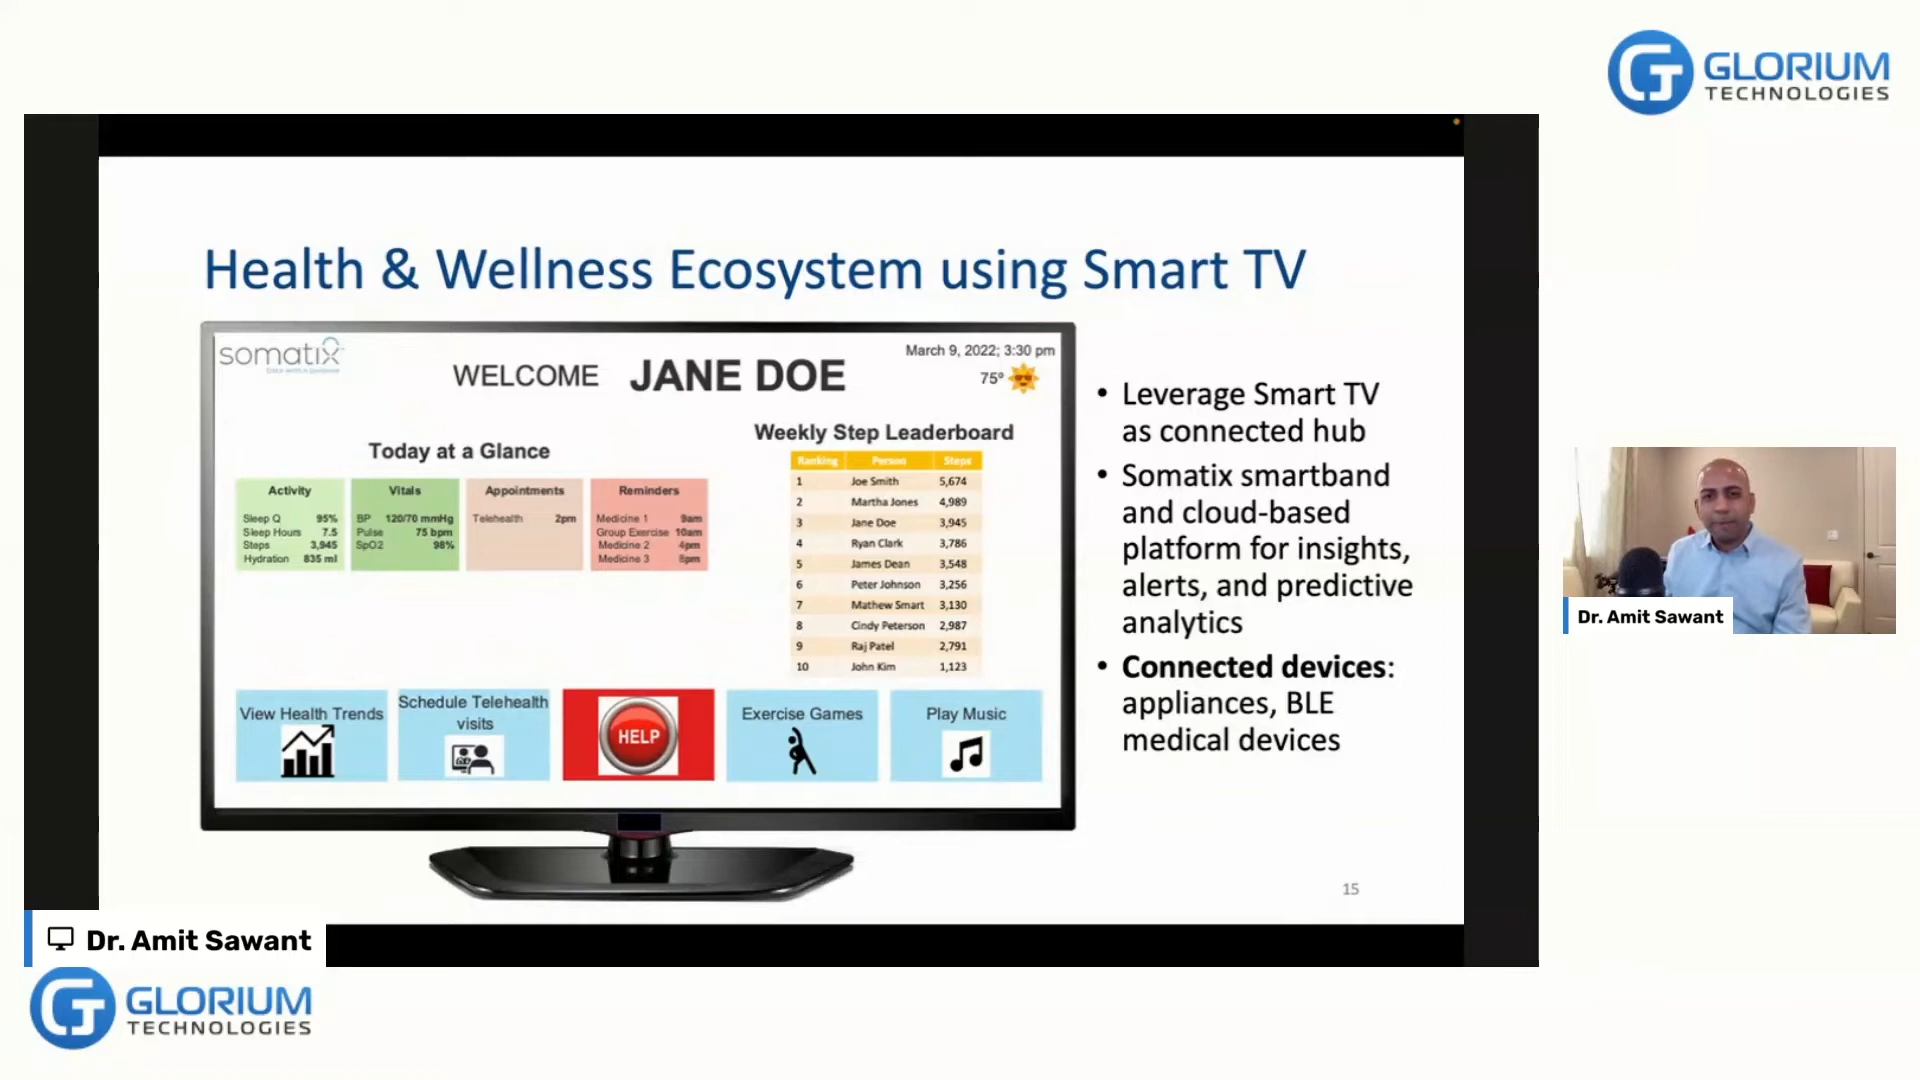 GLORIUM
TECHNOLOGIES
Health & Wellness Ecosystem using Smart TV
somatix
WELCOME JANE DOE
March 9, 2022; 3:30 pm
75°
Today at a Glance
Activity
Sleep Q 95%
Sleep Hours 7.5
Steps 3,945
Hydration 835 ml
Vitals
BP 120/70 mmHg
Pulse 75 bpm
SpO2 98%
Appointments
Telehealth 2pm
Reminders
Medicine 1 9am
Group Exercise 10am
Medicine 2 4pm
Medicine 3 8pm
Weekly Step Leaderboard
Ranking Person Steps
1 Joe Smith 5,674
2 Martha Jones 4,989
3 Jane Doe 3,945
4 Ryan Clark 3,786
5 James Dean 3,548
6 Peter Johnson 3,256
7 Mathew Smart 3,130
8 Cindy Peterson 2,987
9 Raj Patel 2,791
10 John Kim 1,123
View Health Trends
Schedule Telehealth
visits
HELP
Exercise Games
Play Music
• Leverage Smart TV
as connected hub
• Somatix smartband
and cloud-based
platform for insights,
alerts, and predictive
analytics
• Connected devices:
appliances, BLE
medical devices
15
Dr. Amit Sawant
Dr. Amit Sawant
GLORIUM
TECHNOLOGIES